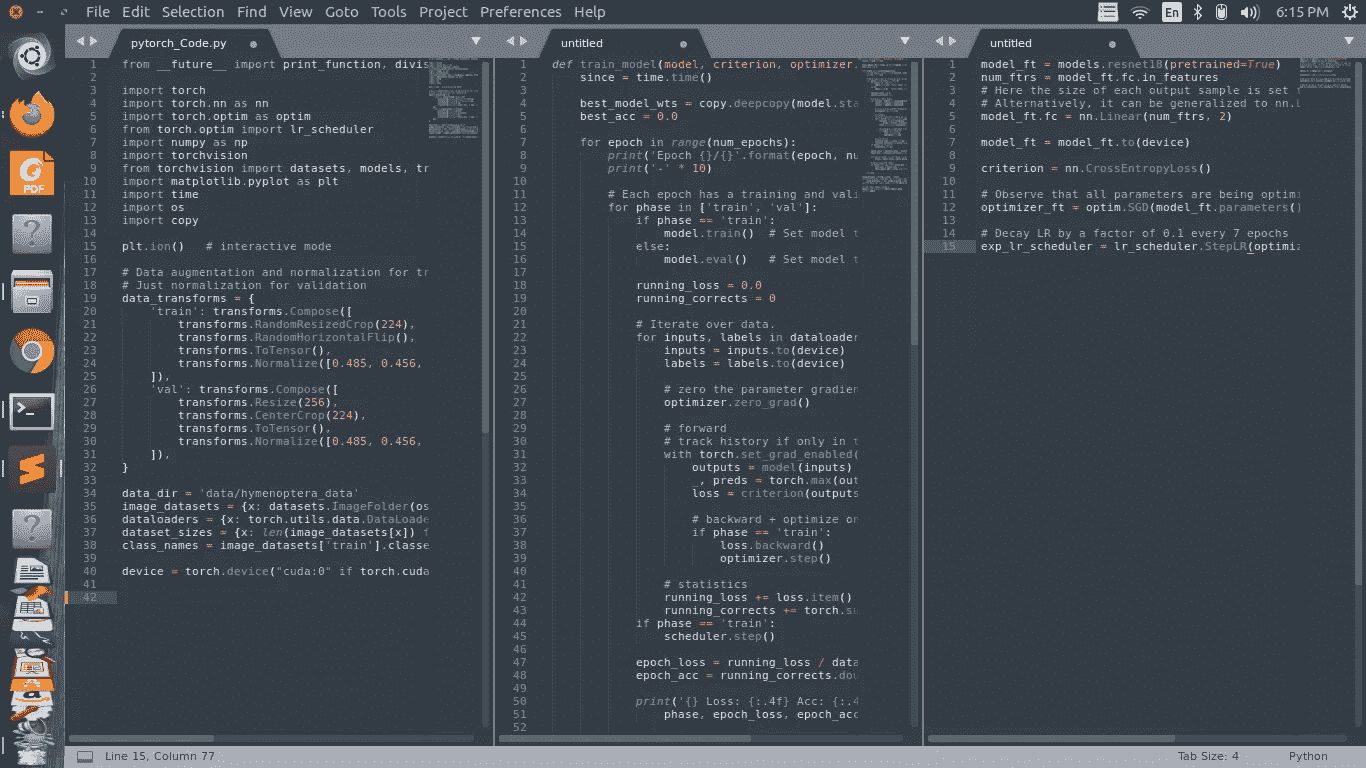 File Edit Selection Find View Goto Tools Project Preferences Help
En
6:15 PM
PDF
pytorch_Code.py
1 from __future__ import print_function, divis
2
3 import torch
4 import torch.nn as nn
5 import torch.optim as optim
6 from torch.optim import lr_scheduler
7 import numpy as np
8 import torchvision
9 from torchvision import datasets, models, tr
10 import matplotlib.pyplot as plt
11 import time
12 import os
13 import copy
14
15 plt.ion()   # interactive mode
16
17 # Data augmentation and normalization for tr
18 # Just normalization for validation
19 data_transforms = {
20     'train': transforms.Compose([
21         transforms.RandomResizedCrop(224),
22         transforms.RandomHorizontalFlip(),
23         transforms.ToTensor(),
24         transforms.Normalize([0.485, 0.456,
25     ]),
26     'val': transforms.Compose([
27         transforms.Resize(256),
28         transforms.CenterCrop(224),
29         transforms.ToTensor(),
30         transforms.Normalize([0.485, 0.456,
31     ]),
32 }
33
34 data_dir = 'data/hymenoptera_data'
35 image_datasets = {x: datasets.ImageFolder(os
36 dataloaders = {x: torch.utils.data.DataLoade
37 dataset_sizes = {x: len(image_datasets[x]) f
38 class_names = image_datasets['train'].classe
39
40 device = torch.device("cuda:0" if torch.cuda
41
42
untitled
1 def train_model(model, criterion, optimizer,
2     since = time.time()
3
4     best_model_wts = copy.deepcopy(model.sta
5     best_acc = 0.0
6
7     for epoch in range(num_epochs):
8         print('Epoch {}/{}'.format(epoch, nu
9         print('-' * 10)
10
11         # Each epoch has a training and vali
12         for phase in ['train', 'val']:
13             if phase == 'train':
14                 model.train()  # Set model t
15             else:
16                 model.eval()   # Set model t
17
18             running_loss = 0.0
19             running_corrects = 0
20
21             # Iterate over data.
22             for inputs, labels in dataloader
23                 inputs = inputs.to(device)
24                 labels = labels.to(device)
25
26                 # zero the parameter gradien
27                 optimizer.zero_grad()
28
29                 # forward
30                 # track history if only in t
31                 with torch.set_grad_enabled(
32                     outputs = model(inputs)
33                     _, preds = torch.max(out
34                     loss = criterion(outputs
35
36                     # backward + optimize on
37                     if phase == 'train':
38                         loss.backward()
39                         optimizer.step()
40
41                 # statistics
42                 running_loss += loss.item()
43                 running_corrects += torch.su
44             if phase == 'train':
45                 scheduler.step()
46
47             epoch_loss = running_loss / data
48             epoch_acc = running_corrects.dou
49
50             print('{} Loss: {:.4f} Acc: {:.4
51                 phase, epoch_loss, epoch_acc
52
untitled
1 model_ft = models.resnet18(pretrained=True)
2 num_ftrs = model_ft.fc.in_features
3 # Here the size of each output sample is set t
4 # Alternatively, it can be generalized to nn.L
5 model_ft.fc = nn.Linear(num_ftrs, 2)
6
7 model_ft = model_ft.to(device)
8
9 criterion = nn.CrossEntropyLoss()
10
11 # Observe that all parameters are being optimi
12 optimizer_ft = optim.SGD(model_ft.parameters()
13
14 # Decay LR by a factor of 0.1 every 7 epochs
15 exp_lr_scheduler = lr_scheduler.StepLR(optimiz
Line 15, Column 77
Tab Size: 4
Python